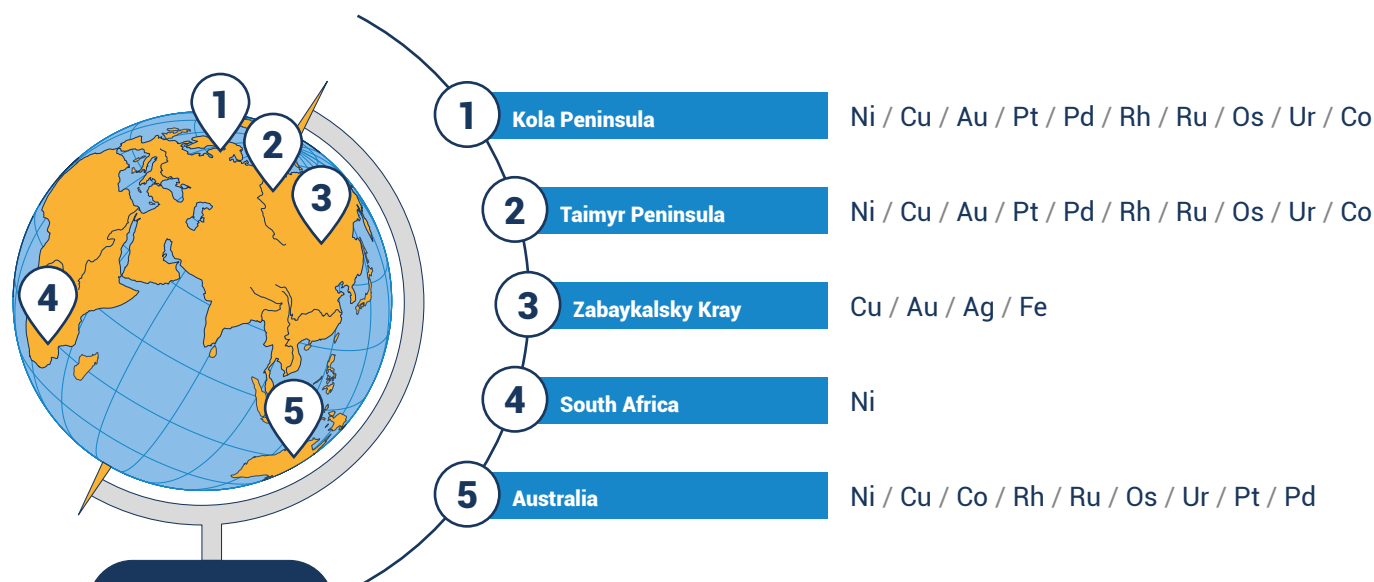 1
2
3
4
5
1 Kola Peninsula Ni / Cu / Au / Pt / Pd / Rh / Ru / Os / Ur / Co
2 Taimyr Peninsula Ni / Cu / Au / Pt / Pd / Rh / Ru / Os / Ur / Co
3 Zabaykalsky Kray Cu / Au / Ag / Fe
4 South Africa Ni
5 Australia Ni / Cu / Co / Rh / Ru / Os / Ur / Pt / Pd